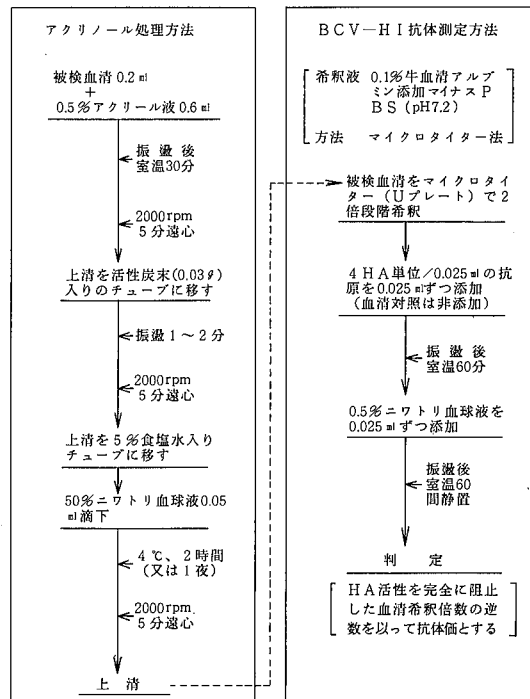 アクリノール処理方法
被検血清0.2ml
+
0.5%アクリール液0.6ml
振盪後
室温30分
2000rpm
5分遠心
上清を活性炭末(0.03g)
入りのチューブに移す
振盪1~2分
2000rpm
5分遠心
上清を5%食塩水入り
チューブに移す
50%ニワトリ血球液0.05
ml滴下
4℃、2時間
(又は1夜)
2000rpm.
5分遠心
上清
BCV-HI抗体測定方法
希釈液 0.1%牛血清アルブ
ミン添加マイナスP
BS(pH7.2)
方法 マイクロタイター法
被検血清をマイクロタイ
ター(Uプレート)で2
倍段階希釈
4HA単位/0.025mlの抗
原を0.025mlずつ添加
(血清対照は非添加)
振盪後
室温60分
0.5%ニワトリ血球液を
0.025mlずつ添加
振盪後
室温60
間静置
判定
HA活性を完全に阻止
した血清希釈倍数の逆
数を以って抗体価とする